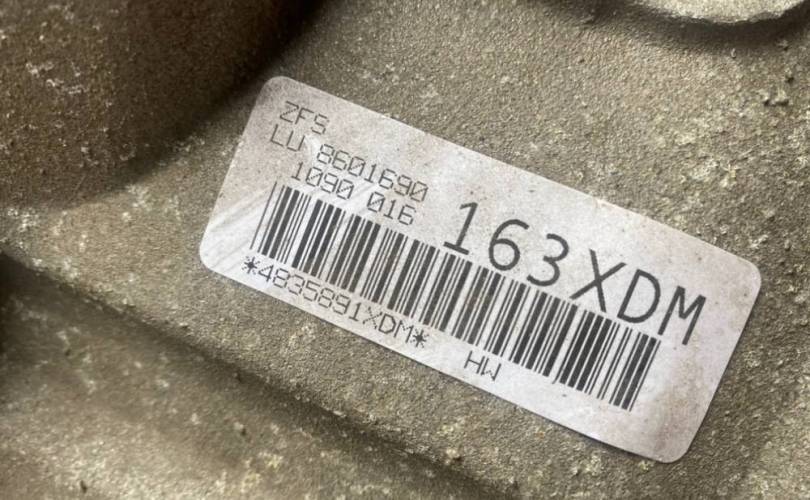 ZFS
LU 8601690
1090 016
163XDM
*4835891XDM*
HW